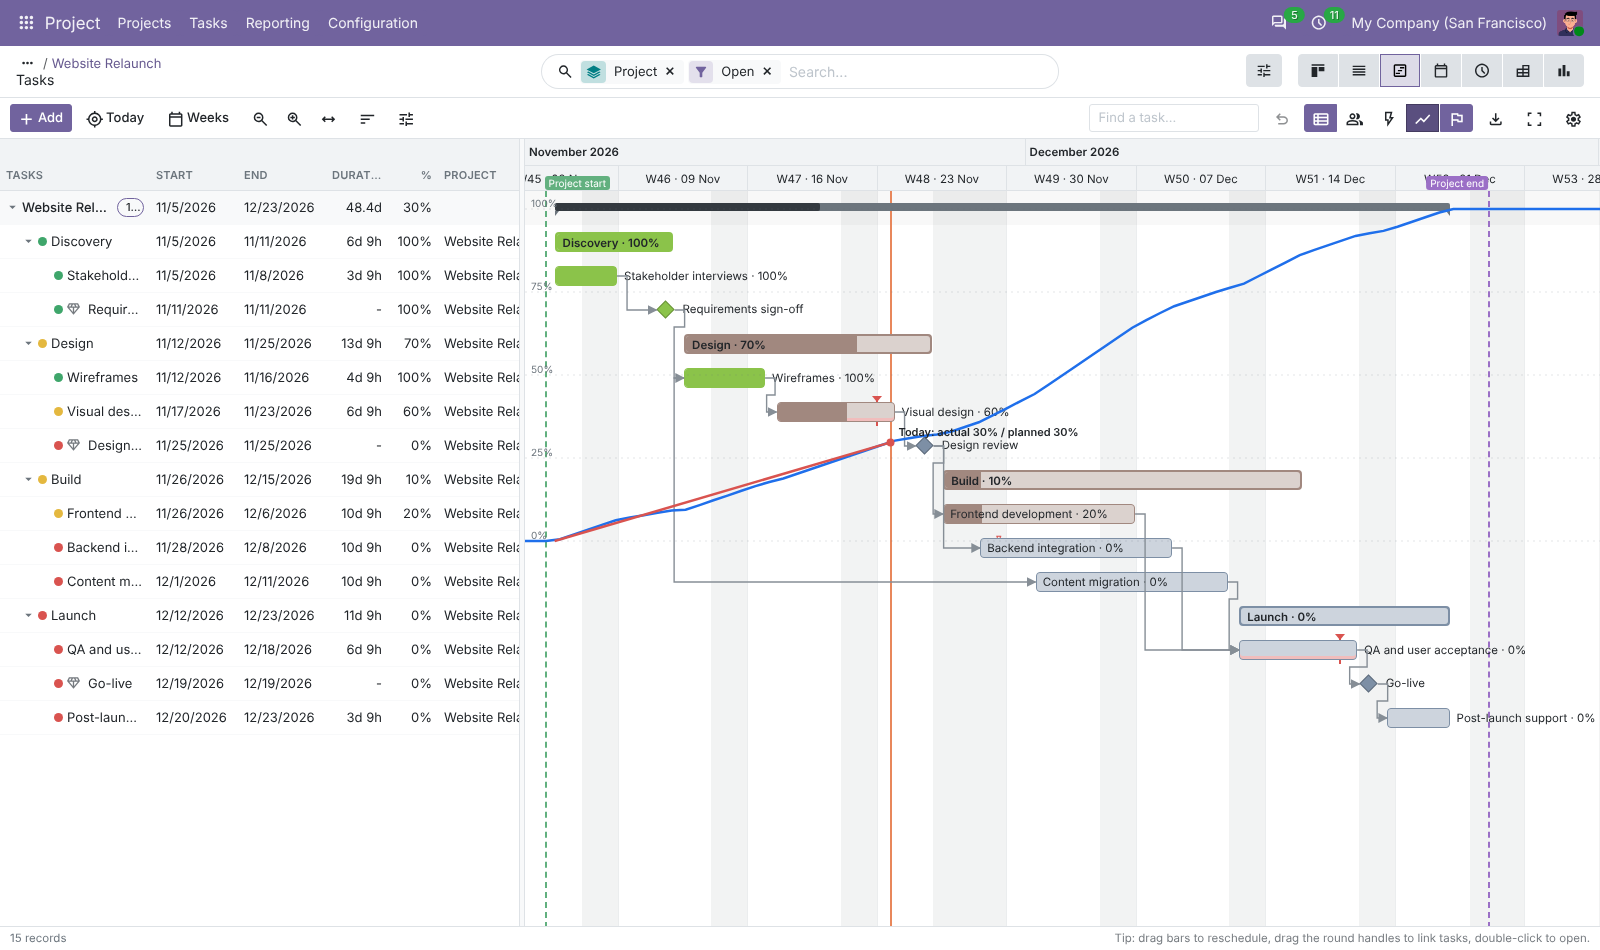 Project Projects Tasks Reporting Configuration 5 11 My Company (San Francisco)
... / Website Relaunch
Tasks
Project × Open × Search...
+ Add Today Weeks Find a task...
TASKS START END DURAT... % PROJECT
November 2026 December 2026
W46 · 09 Nov W47 · 16 Nov W48 · 23 Nov W49 · 30 Nov W50 · 07 Dec W51 · 14 Dec W53 · 28
Project start Project end
Website Rel... 1... 11/5/2026 12/23/2026 48.4d 30%
Discovery 11/5/2026 11/11/2026 6d 9h 100% Website Rela
Stakehold... 11/5/2026 11/8/2026 3d 9h 100% Website Rela
Requir... 11/11/2026 11/11/2026 - 100% Website Rela
Design 11/12/2026 11/25/2026 13d 9h 70% Website Rela
Wireframes 11/12/2026 11/16/2026 4d 9h 100% Website Rela
Visual des... 11/17/2026 11/23/2026 6d 9h 60% Website Rela
Design... 11/25/2026 11/25/2026 - 0% Website Rela
Build 11/26/2026 12/15/2026 19d 9h 10% Website Rela
Frontend ... 11/26/2026 12/6/2026 10d 9h 20% Website Rela
Backend i... 11/28/2026 12/8/2026 10d 9h 0% Website Rela
Content m... 12/1/2026 12/11/2026 10d 9h 0% Website Rela
Launch 12/12/2026 12/23/2026 11d 9h 0% Website Rela
QA and us... 12/12/2026 12/18/2026 6d 9h 0% Website Rela
Go-live 12/19/2026 12/19/2026 - 0% Website Rela
Post-laun... 12/20/2026 12/23/2026 3d 9h 0% Website Rela
100%
Discovery · 100%
Stakeholder interviews · 100%
75%
Requirements sign-off
Design · 70%
50%
Wireframes · 100%
Visual design · 60%
Today: actual 30% / planned 30%
Design review
25%
Build · 10%
Frontend development · 20%
0%
Backend integration · 0%
Content migration · 0%
Launch · 0%
QA and user acceptance · 0%
Go-live
Post-launch support · 0%
15 records
Tip: drag bars to reschedule, drag the round handles to link tasks, double-click to open.